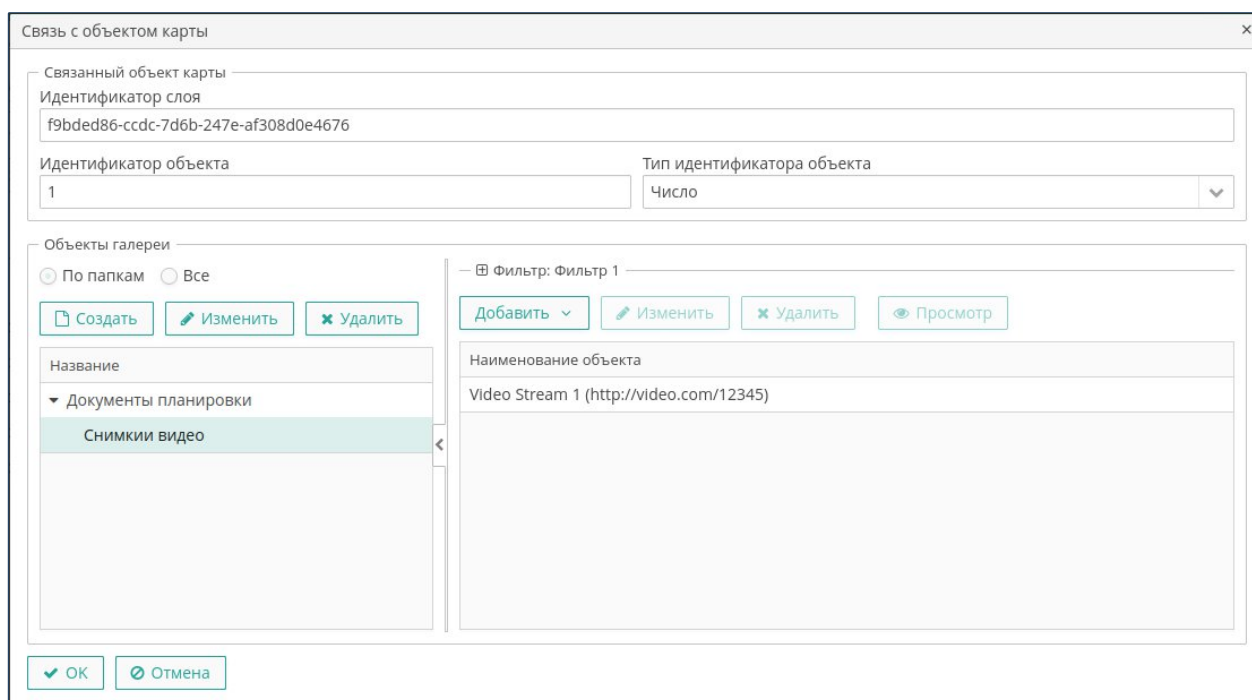 Связь с объектом карты
Связанный объект карты
Идентификатор слоя
f9bded86-ccdc-7d6b-247e-af308d0e4676
Идентификатор объекта
Тип идентификатора объекта
1
Число
Объекты галереи
По папкам Все
Создать Изменить Удалить
Название
Документы планировки
Снимкии видео
Фильтр: Фильтр 1
Добавить Изменить Удалить Просмотр
Наименование объекта
Video Stream 1 (http://video.com/12345)
OK Отмена